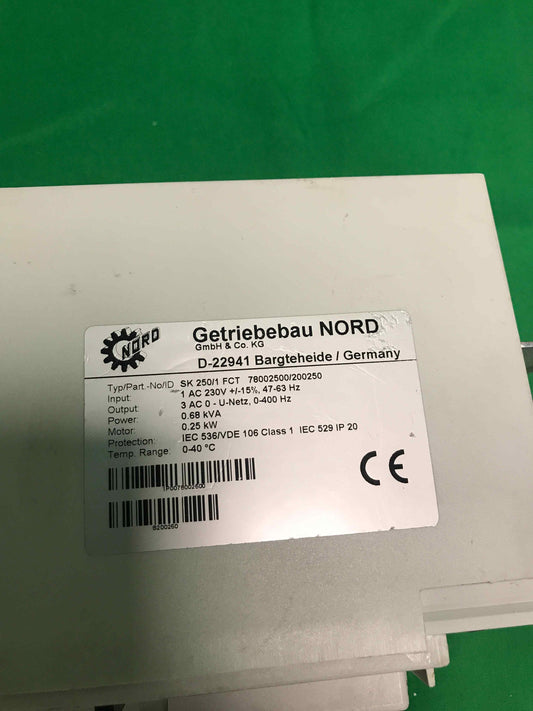 NORD
Getriebebau NORD
GmbH & Co. KG
D-22941 Bargteheide / Germany
Typ/Part.-No/ID SK 250/1 FCT 78002500/200250
Input: 1 AC 230V +/-15%, 47-63 Hz
Output: 3 AC 0 - U-Netz, 0-400 Hz
Power: 0.68 kVA
Motor: 0.25 kW
Protection: IEC 536/VDE 106 Class 1 IEC 529 IP 20
Temp. Range: 0-40 °C
1P0078002500
S200250
CE